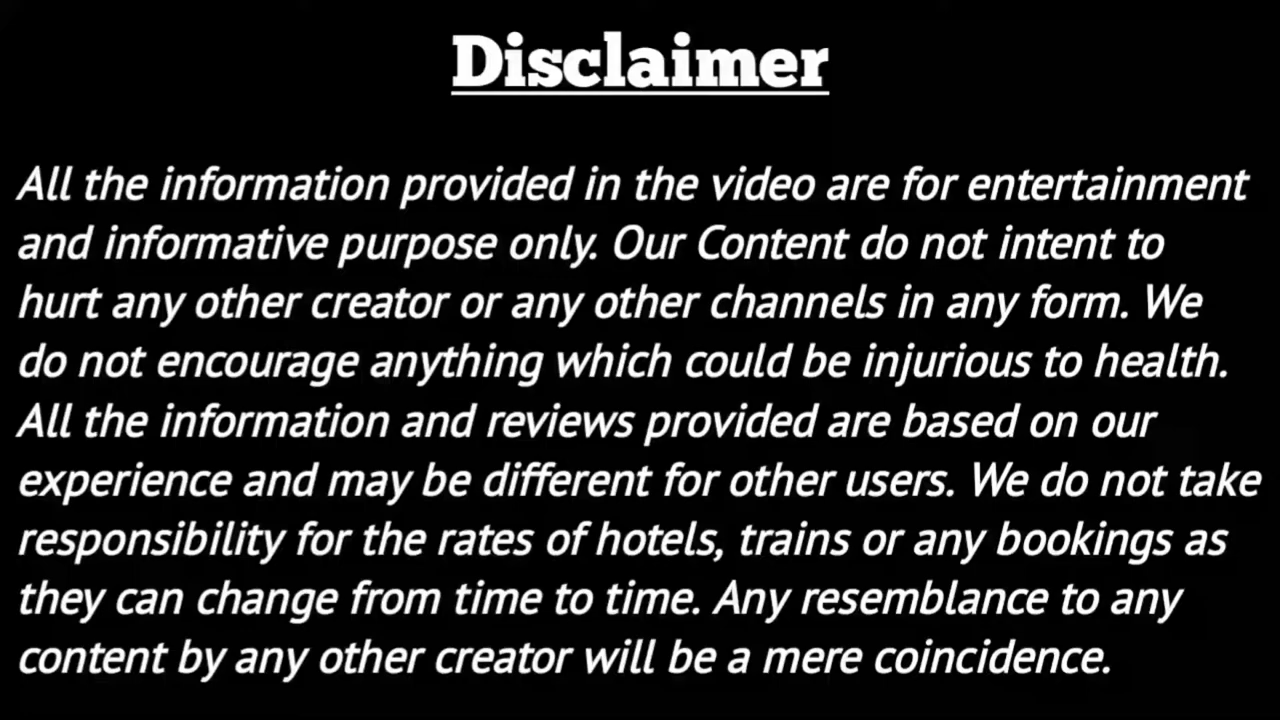 Disclaimer
All the information provided in the video are for entertainment
and informative purpose only. Our Content do not intent to
hurt any other creator or any other channels in any form. We
do not encourage anything which could be injurious to health.
All the information and reviews provided are based on our
experience and may be different for other users. We do not take
responsibility for the rates of hotels, trains or any bookings as
they can change from time to time. Any resemblance to any
content by any other creator will be a mere coincidence.